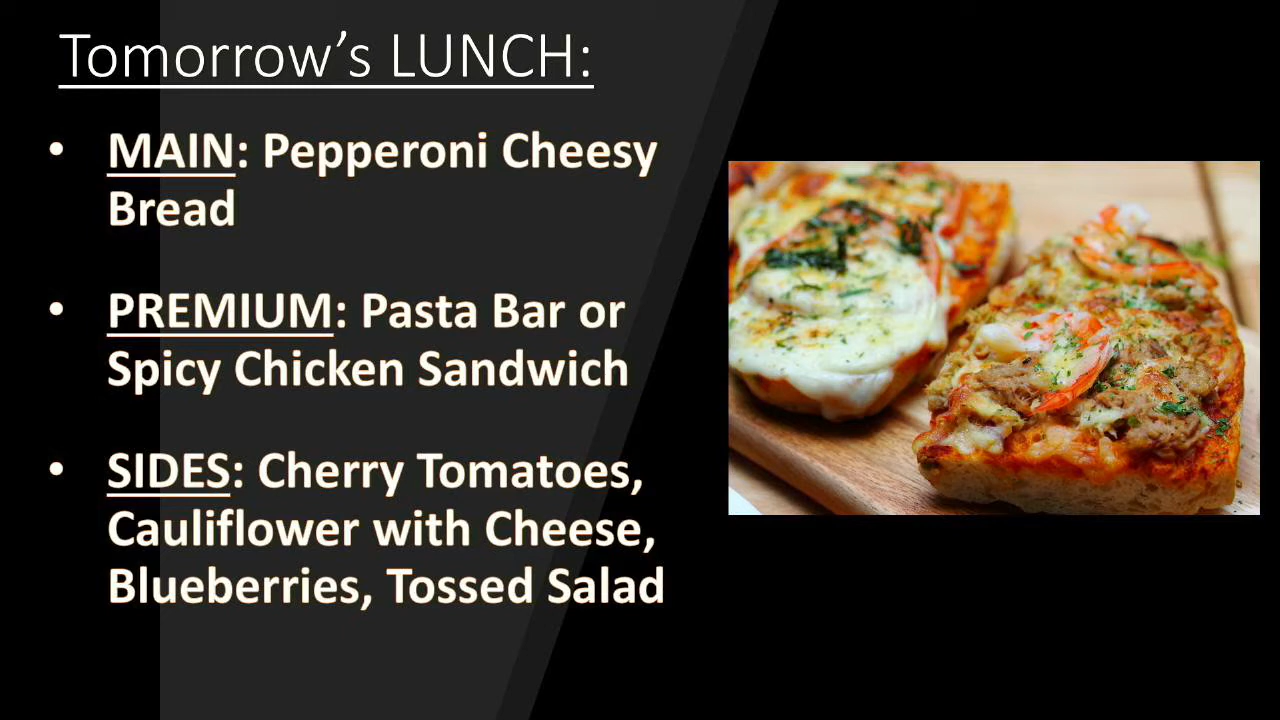 Tomorrow’s LUNCH:
• MAIN: Pepperoni Cheesy
Bread
• PREMIUM: Pasta Bar or
Spicy Chicken Sandwich
• SIDES: Cherry Tomatoes,
Cauliflower with Cheese,
Blueberries, Tossed Salad